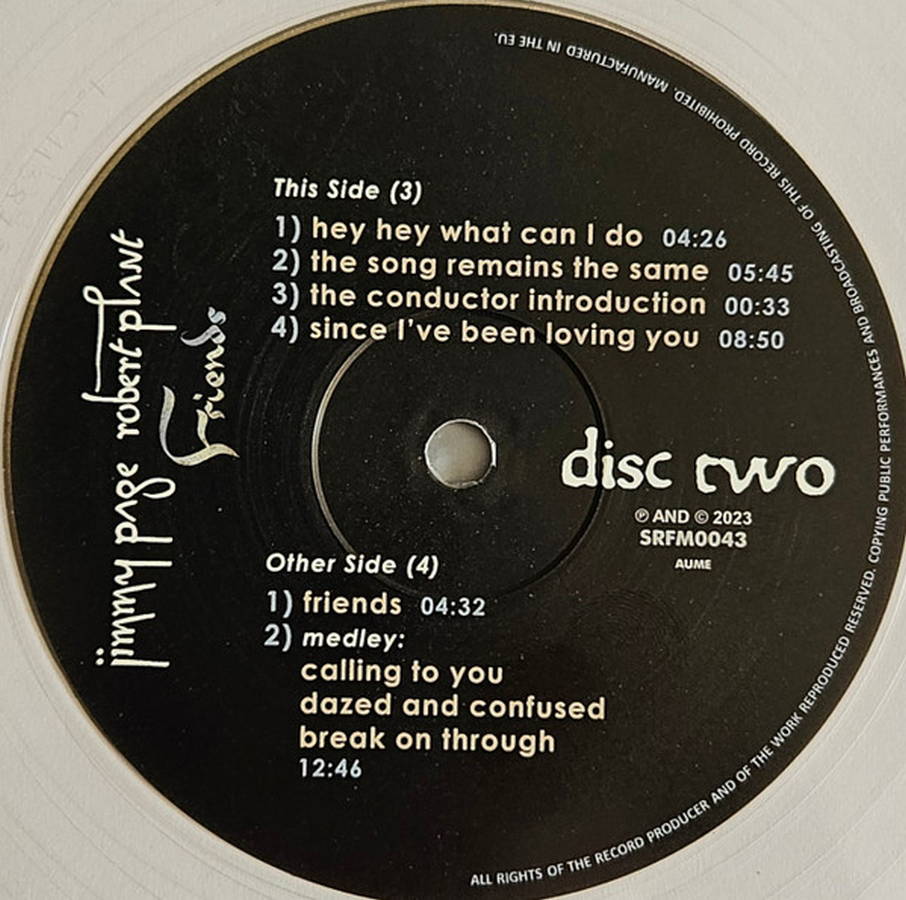 This Side (3)
1) hey hey what can I do 04:26
2) the song remains the same 05:45
3) the conductor introduction 00:33
4) since I've been loving you 08:50
jimmy page robert plant
Friends
disc two
℗ AND © 2023
SRFM0043
AUME
Other Side (4)
1) friends 04:32
2) medley:
calling to you
dazed and confused
break on through
12:46
ALL RIGHTS OF THE RECORD PRODUCER AND OF THE WORK REPRODUCED RESERVED. COPYING PUBLIC PERFORMANCES AND BROADCASTING OF THIS RECORD PROHIBITED. MANUFACTURED IN THE EU.